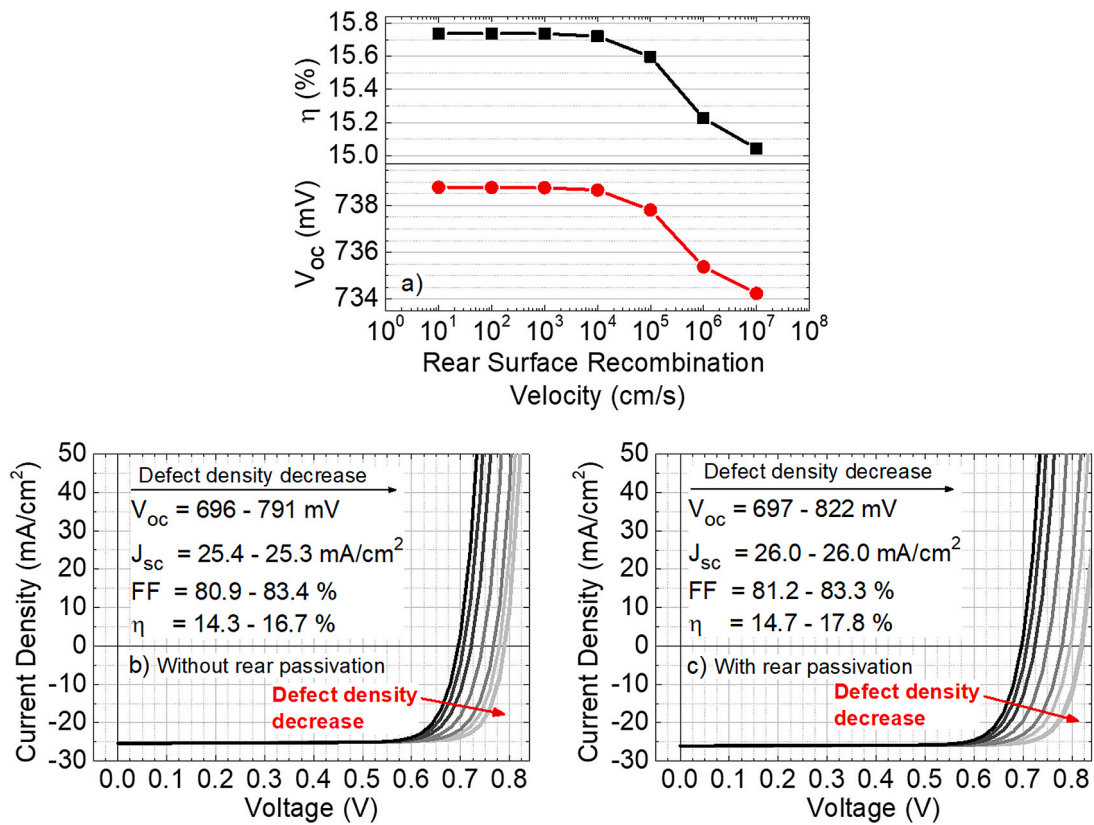 15.8
15.6
15.4
15.2
15.0
η (%)
738
736
734
V_oc (mV)
a)
10^0 10^1 10^2 10^3 10^4 10^5 10^6 10^7 10^8
Rear Surface Recombination
Velocity (cm/s)
50
40
30
20
10
0
-10
-20
-30
Current Density (mA/cm^2)
Defect density decrease
V_oc = 696 - 791 mV
J_sc = 25.4 - 25.3 mA/cm^2
FF = 80.9 - 83.4 %
η = 14.3 - 16.7 %
b) Without rear passivation
Defect density
decrease
0.0 0.1 0.2 0.3 0.4 0.5 0.6 0.7 0.8
Voltage (V)
50
40
30
20
10
0
-10
-20
-30
Current Density (mA/cm^2)
Defect density decrease
V_oc = 697 - 822 mV
J_sc = 26.0 - 26.0 mA/cm^2
FF = 81.2 - 83.3 %
η = 14.7 - 17.8 %
c) With rear passivation
Defect density
decrease
0.0 0.1 0.2 0.3 0.4 0.5 0.6 0.7 0.8
Voltage (V)